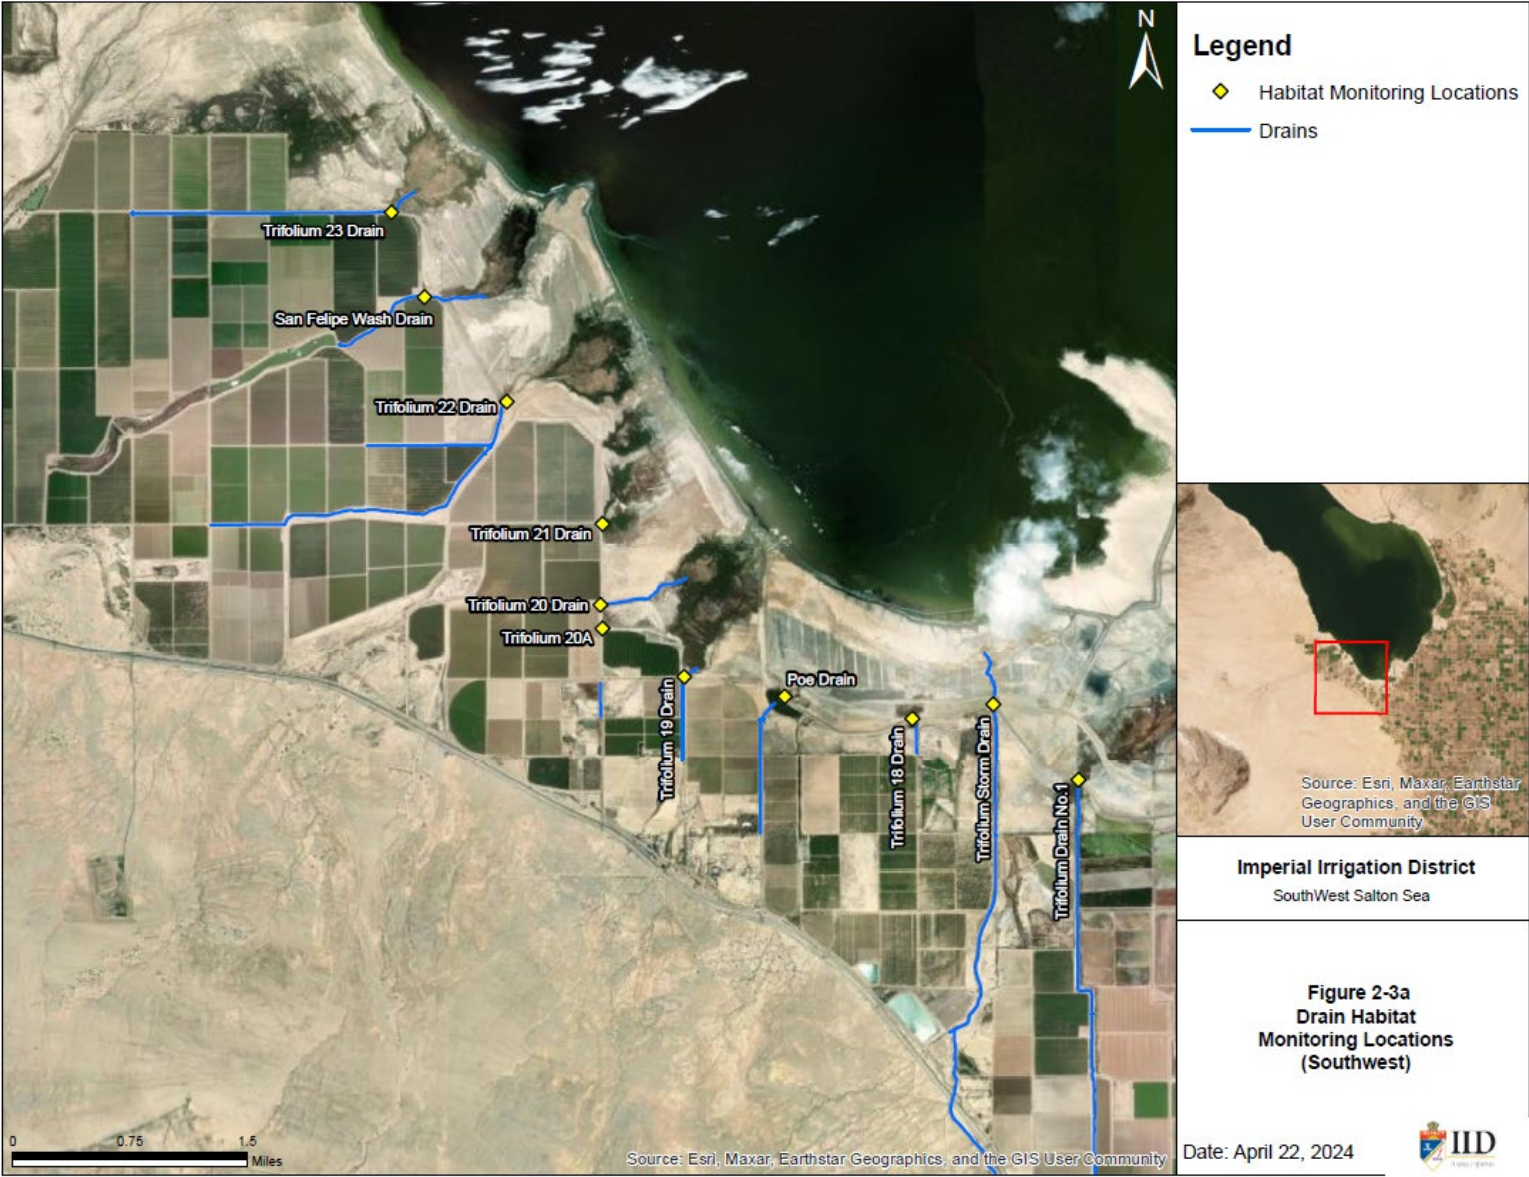 N
Trifolium 23 Drain
San Felipe Wash Drain
Trifolium 22 Drain
Trifolium 21 Drain
Trifolium 20 Drain
Trifolium 20A
Trifolium 19 Drain
Poe Drain
Trifolium 18 Drain
Trifolium Storm Drain
Trifolium Drain No.1
0 0.75 1.5
Miles
Source: Esri, Maxar, Earthstar Geographics, and the GIS User Community
Legend
Habitat Monitoring Locations
Drains
Source: Esri, Maxar, Earthstar
Geographics, and the GIS
User Community
Imperial Irrigation District
SouthWest Salton Sea
Figure 2-3a
Drain Habitat
Monitoring Locations
(Southwest)
Date: April 22, 2024
IID